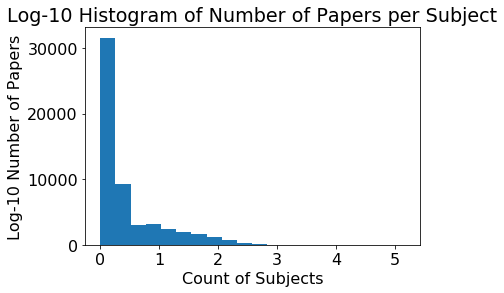 Log-10 Histogram of Number of Papers per Subject
Log-10 Number of Papers
30000
20000
10000
0
0 1 2 3 4 5
Count of Subjects